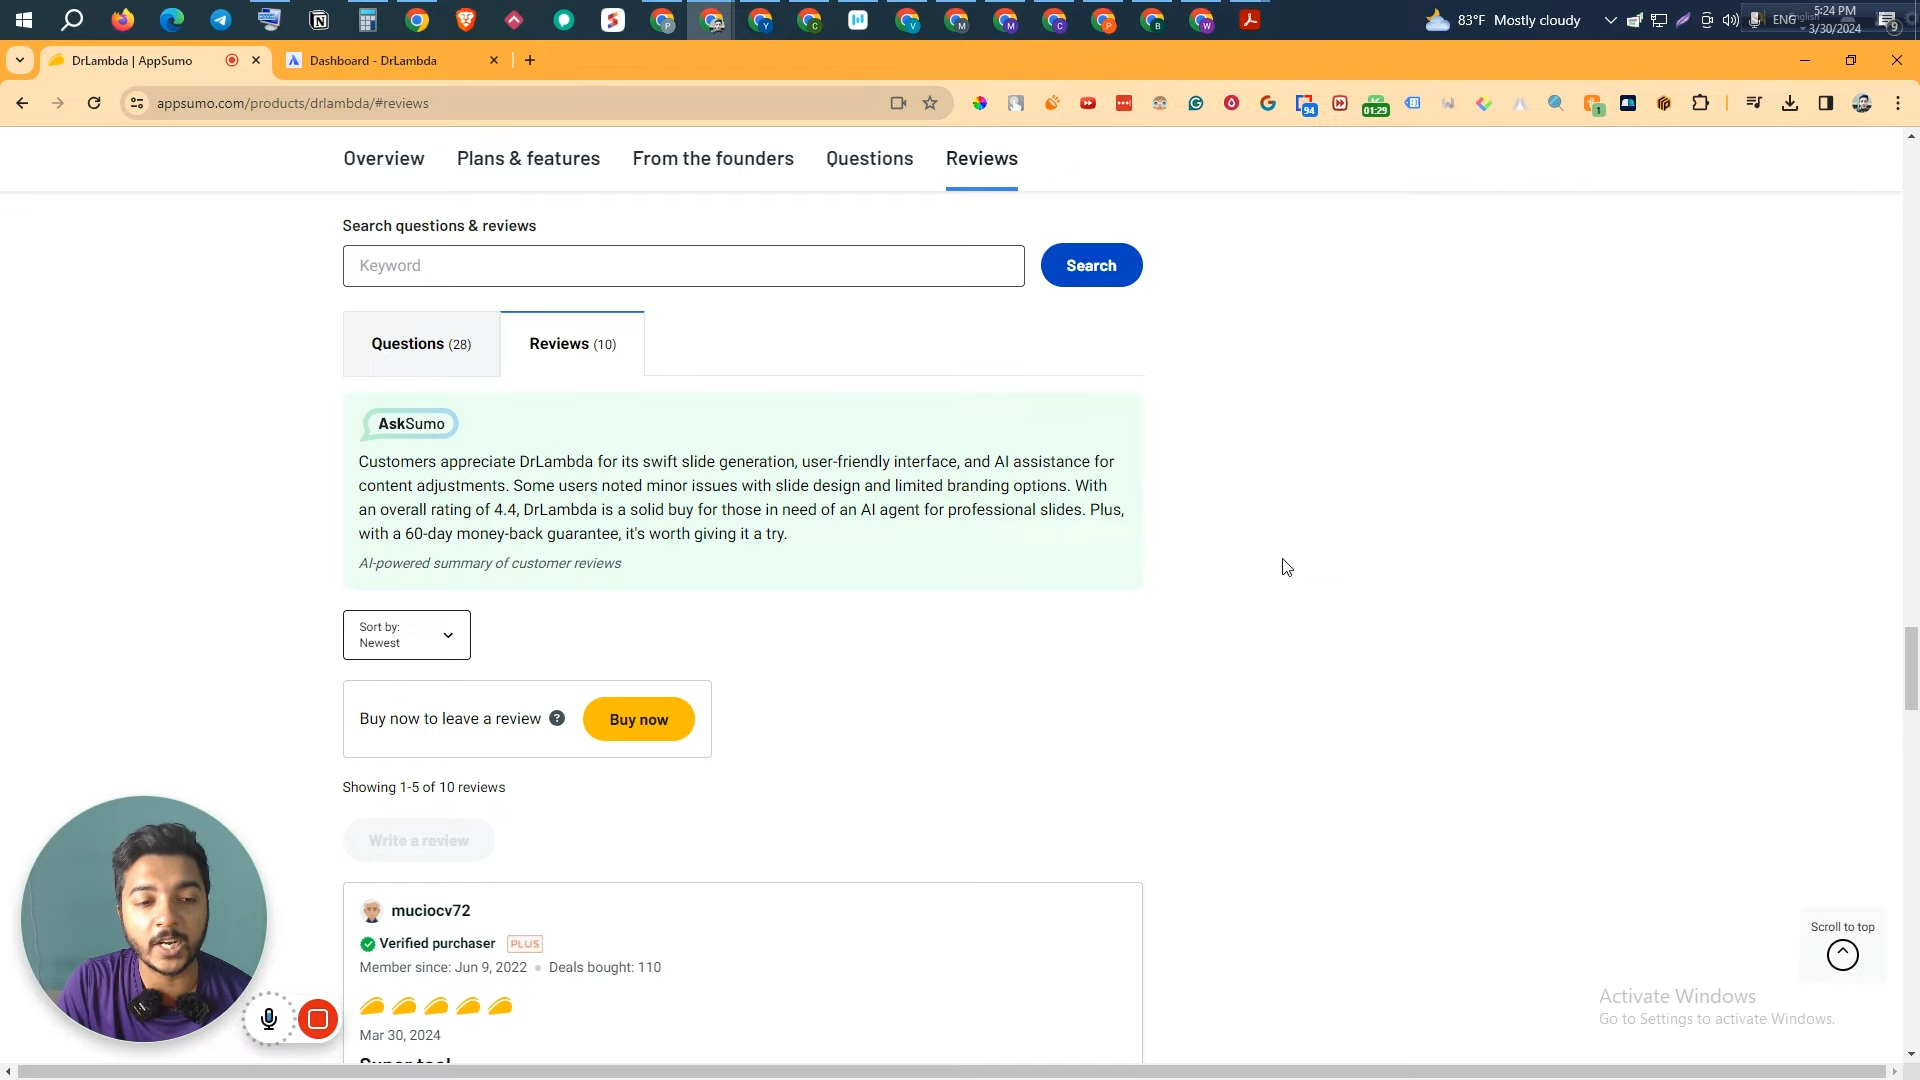 83°F Mostly cloudy
ENG
5:24 PM
3/30/2024
9
DrLambda | AppSumo
Dashboard - DrLambda
appsumo.com/products/drlambda/#reviews
94
01:29
1
Overview
Plans & features
From the founders
Questions
Reviews
Search questions & reviews
Keyword
Search
Questions (28)
Reviews (10)
AskSumo
Customers appreciate DrLambda for its swift slide generation, user-friendly interface, and AI assistance for
content adjustments. Some users noted minor issues with slide design and limited branding options. With
an overall rating of 4.4, DrLambda is a solid buy for those in need of an AI agent for professional slides. Plus,
with a 60-day money-back guarantee, it's worth giving it a try.
AI-powered summary of customer reviews
Sort by:
Newest
Buy now to leave a review
Buy now
Showing 1-5 of 10 reviews
Write a review
muciocv72
Verified purchaser PLUS
Member since: Jun 9, 2022 • Deals bought: 110
Mar 30, 2024
Super tool
Scroll to top
Activate Windows
Go to Settings to activate Windows.